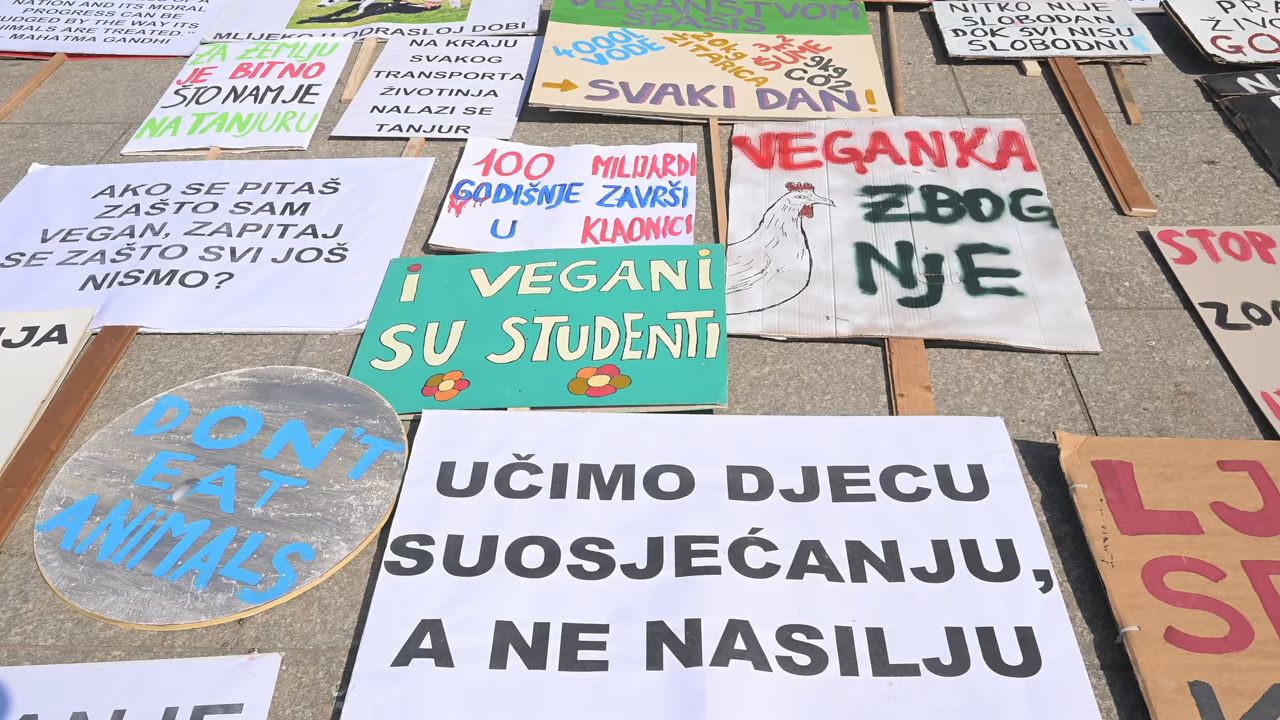 NATION AND ITS MORAL
PROGRESS CAN BE
JUDGED BY THE WAY ITS
ANIMALS ARE TREATED."
MAHATMA GANDHI
MLIJEKO U ODRASLOJ DOBI
VEGANSTVOM
SPASIŠ
4000L
VODE
20kg
ŽITARICA
3m2
ŠUME
9kg
CO2
→ SVAKI DAN!
NITKO NIJE
SLOBODAN
DOK SVI NISU
SLOBODNI
ZA ZEMLJU
JE BITNO
ŠTO NAM JE
NA TANJURU
NA KRAJU
SVAKOG
TRANSPORTA
ŽIVOTINJA
NALAZI SE
TANJUR
100 MILIJARDI
GODIŠNJE ZAVRŠI
U KLAONICI
VEGANKA
ZBOG
NJE
AKO SE PITAŠ
ZAŠTO SAM
VEGAN, ZAPITAJ
SE ZAŠTO SVI JOŠ
NISMO?
i VEGANi
SU STUDENTi
STOP
ZOO
JA
DON'T
EAT
ANiMALS
UČIMO DJECU
SUOSJEĆANJU,
A NE NASILJU
LJ
S